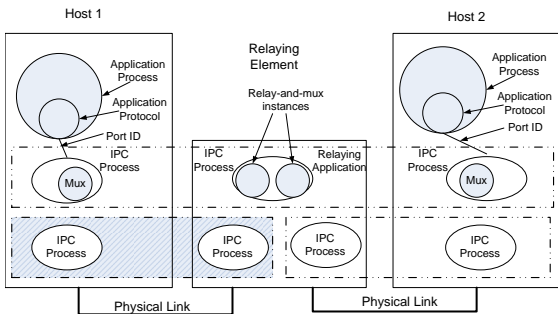 Host 1
Host 2
Relaying
Element
Application
Process
Application
Protocol
Port ID
Relay-and-mux
instances
Application
Process
Application
Protocol
Port ID
IPC
Process
Mux
IPC
Process
Relaying
Application
IPC
Process
Mux
IPC
Process
IPC
Process
IPC
Process
IPC
Process
Physical Link
Physical Link